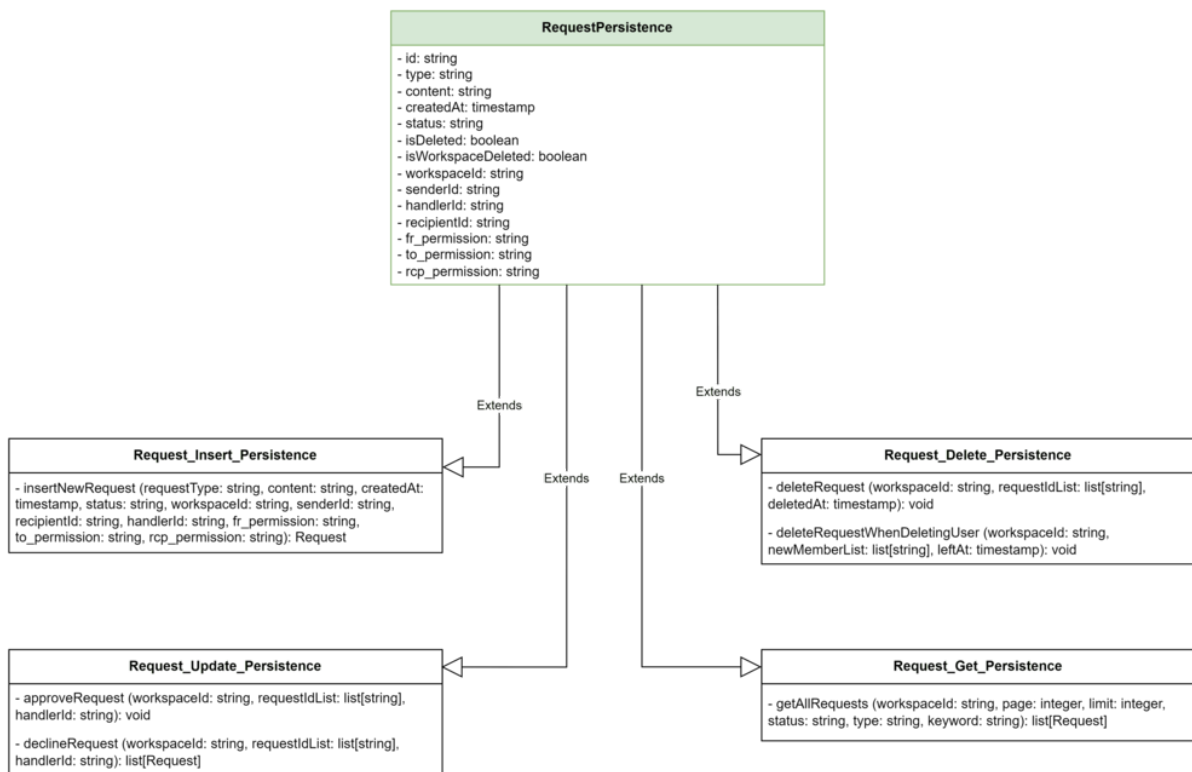 RequestPersistence
- id: string
- type: string
- content: string
- createdAt: timestamp
- status: string
- isDeleted: boolean
- isWorkspaceDeleted: boolean
- workspaceId: string
- senderId: string
- handlerId: string
- recipientId: string
- fr_permission: string
- to_permission: string
- rcp_permission: string
Extends
Extends
Extends
Extends
Request_Insert_Persistence
- insertNewRequest (requestType: string, content: string, createdAt:
timestamp, status: string, workspaceId: string, senderId: string,
recipientId: string, handlerId: string, fr_permission: string,
to_permission: string, rcp_permission: string): Request
Request_Delete_Persistence
- deleteRequest (workspaceId: string, requestIdList: list[string],
deletedAt: timestamp): void
- deleteRequestWhenDeletingUser (workspaceId: string,
newMemberList: list[string], leftAt: timestamp): void
Request_Update_Persistence
- approveRequest (workspaceId: string, requestIdList: list[string],
handlerId: string): void
- declineRequest (workspaceId: string, requestIdList: list[string],
handlerId: string): list[Request]
Request_Get_Persistence
- getAllRequests (workspaceId: string, page: integer, limit: integer,
status: string, type: string, keyword: string): list[Request]